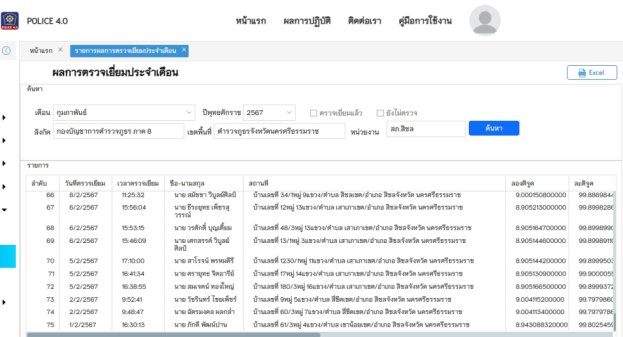 POLICE 4.0
หน้าแรก ผลการปฏิบัติ ติดต่อเรา คู่มือการใช้งาน
หน้าแรก × รายการผลการตรวจเยี่ยมประจำเดือน ×
ผลการตรวจเยี่ยมประจำเดือน Excel
ค้นหา
เดือน กุมภาพันธ์ ปีพุทธศักราช 2567 ตรวจเยี่ยมแล้ว ยังไม่ตรวจ
สังกัด กองบัญชาการตำรวจภูธร ภาค 8 เขตพื้นที่ ตำรวจภูธรจังหวัดนครศรีธรรมราช หน่วยงาน สภ.สิชล ค้นหา
รายการ
ลำดับ วันที่ตรวจเยี่ยม เวลาตรวจเยี่ยม ชื่อ-นามสกุล สถานที่ ลองติจูด ละติจูด
66 8/2/2567 11:25:32 นาย สมัชชา วิบูลย์ศิลป์ บ้านเลขที่ 34/1หมู่ 9แขวง/ตำบล สิชลเขต/อำเภอ สิชลจังหวัด นครศรีธรรมราช 9.000150800000 99.8869844
67 6/2/2567 15:56:04 นาย ธีระยุทธ เพ็ชรสุวรรณ์ บ้านเลขที่ 12หมู่ 13แขวง/ตำบล เสาเภาเขต/อำเภอ สิชลจังหวัด นครศรีธรรมราช 8.905213000000 99.8998286
68 6/2/2567 15:53:15 นาย วรศักดิ์ บุญเตี้ยม บ้านเลขที่ 48/3หมู่ 13แขวง/ตำบล เสาเภาเขต/อำเภอ สิชลจังหวัด นครศรีธรรมราช 8.905164700000 99.8998990
69 6/2/2567 15:46:09 นาย เศกสรรค์ วิบูลย์ศิลป์ บ้านเลขที่ 13/1หมู่ 3แขวง/ตำบล เสาเภาเขต/อำเภอ สิชลจังหวัด นครศรีธรรมราช 8.905144600000
70 5/2/2567 17:10:00 นาย สาโรจน์ พรหมดีรี บ้านเลขที่ 1230/1หมู่ 11แขวง/ตำบล เสาเภาเขต/อำเภอ สิชลจังหวัด นครศรีธรรมราช 8.905144200000 99.8999503
71 5/2/2567 16:41:34 นาย ศรายุทธ จิตอารีย์ บ้านเลขที่ 17หมู่ 14แขวง/ตำบล เสาเภาเขต/อำเภอ สิชลจังหวัด นครศรีธรรมราช 8.905130900000 99.9000055
72 5/2/2567 16:38:55 นาย สมเจตน์ ทองใหญ่ บ้านเลขที่ 180/3หมู่ 16แขวง/ตำบล เสาเภาเขต/อำเภอ สิชลจังหวัด นครศรีธรรมราช 8.905166500000 99.8999372
73 2/2/2567 9:52:41 นาย วัชรินทร์ ไชยเพ็ชร์ บ้านเลขที่ 9หมู่ 5แขวง/ตำบล สี่ขีดเขต/อำเภอ สิชลจังหวัด นครศรีธรรมราช 9.004115200000 99.7979860
74 2/2/2567 9:48:47 นาย ฉัตรมงคล ผลกล่ำ บ้านเลขที่ 60/3หมู่ 7แขวง/ตำบล สี่ขีดเขต/อำเภอ สิชลจังหวัด นครศรีธรรมราช 9.004113400000 99.7979786
75 1/2/2567 16:30:13 นาย ภักดี พัฒน์ปาน บ้านเลขที่ 61/3หมู่ 4แขวง/ตำบล เขาน้อยเขต/อำเภอ สิชลจังหวัด นครศรีธรรมราช 8.943088320000 99.8025459